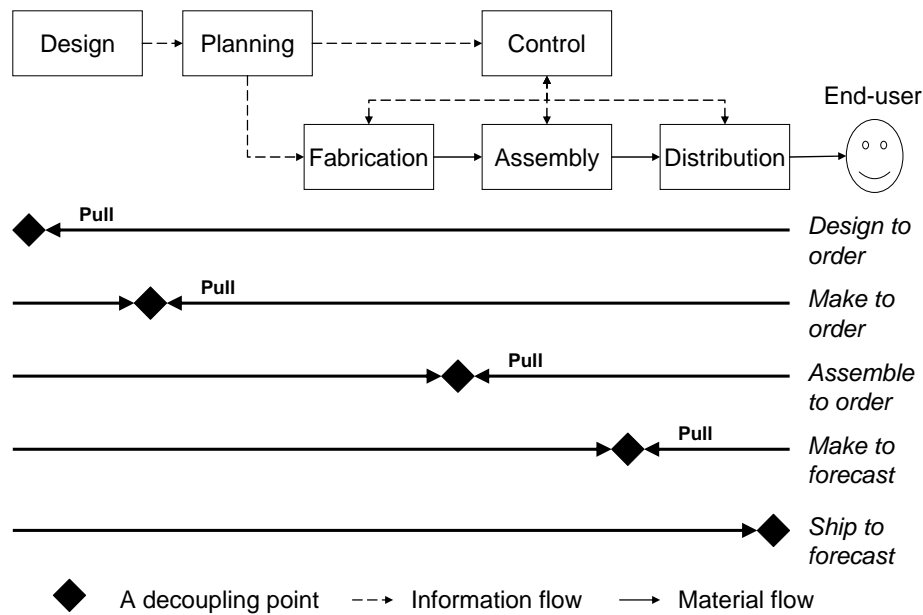 Design
Planning
Control
End-user
Fabrication
Assembly
Distribution
Pull
Design to
order
Pull
Make to
order
Pull
Assemble
to order
Pull
Make to
forecast
Ship to
forecast
A decoupling point
Information flow
Material flow